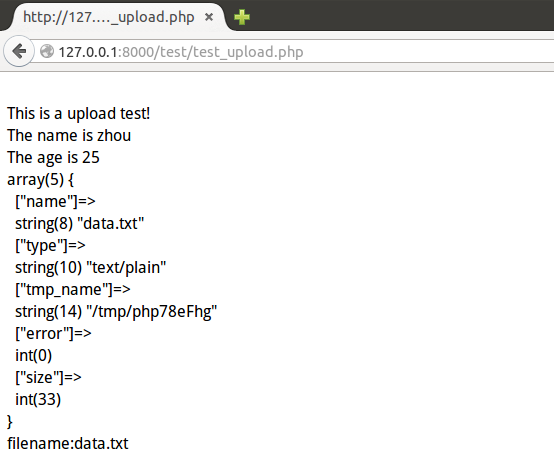 http://127...._upload.php
127.0.0.1:8000/test/test_upload.php
This is a upload test!
The name is zhou
The age is 25
array(5) {
["name"]=>
string(8) "data.txt"
["type"]=>
string(10) "text/plain"
["tmp_name"]=>
string(14) "/tmp/php78eFhg"
["error"]=>
int(0)
["size"]=>
int(33)
}
filename:data.txt